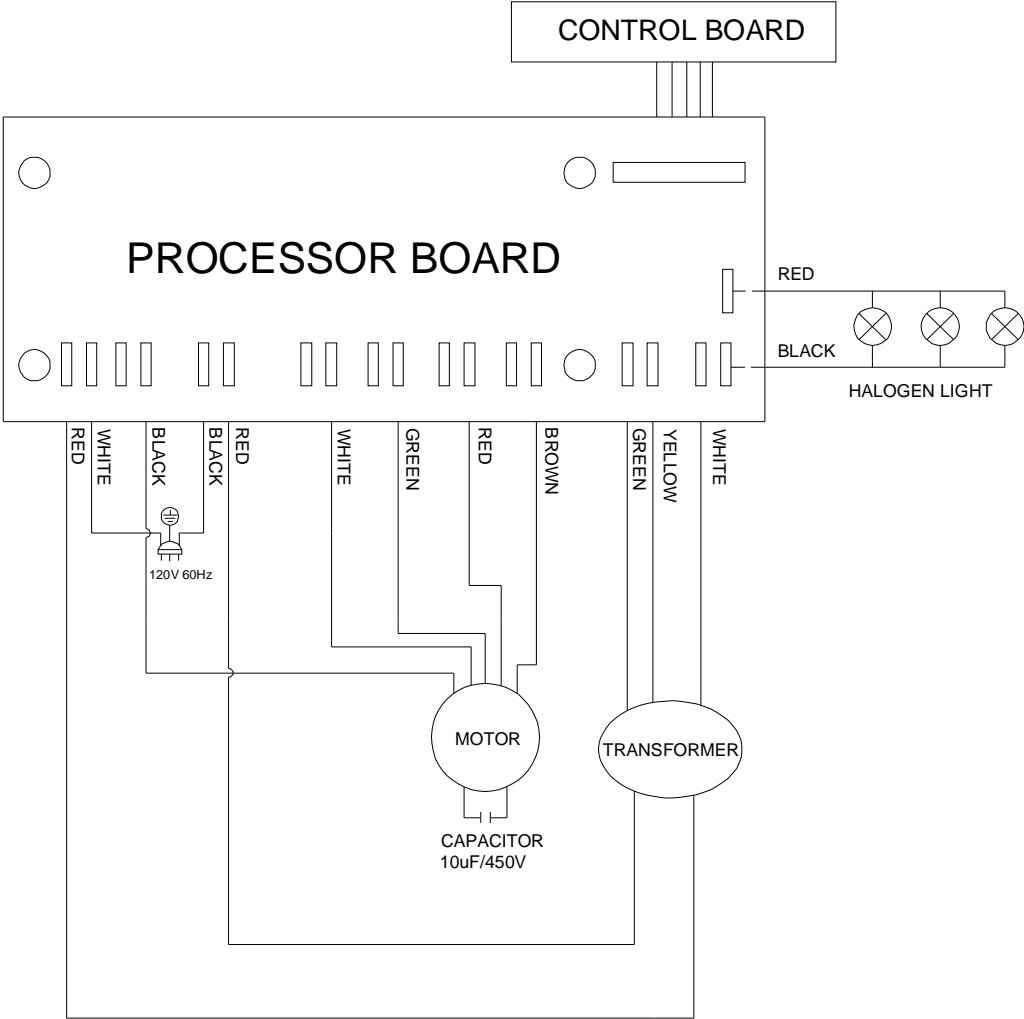 CONTROL BOARD
PROCESSOR BOARD
RED
BLACK
HALOGEN LIGHT
RED
WHITE
BLACK
BLACK
RED
WHITE
GREEN
RED
BROWN
GREEN
YELLOW
WHITE
120V 60Hz
MOTOR
TRANSFORMER
CAPACITOR
10uF/450V